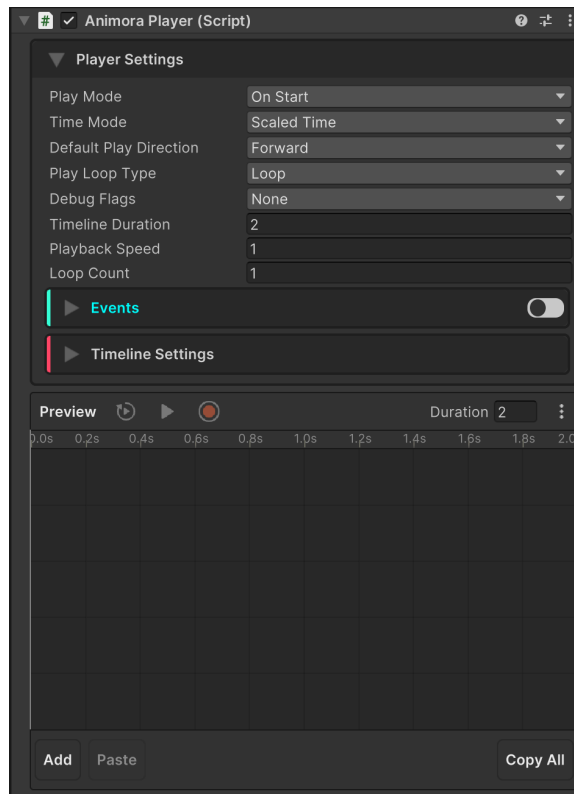 # Animora Player (Script)
Player Settings
Play Mode On Start
Time Mode Scaled Time
Default Play Direction Forward
Play Loop Type Loop
Debug Flags None
Timeline Duration 2
Playback Speed 1
Loop Count 1
Events
Timeline Settings
Preview Duration 2
0.0s 0.2s 0.4s 0.6s 0.8s 1.0s 1.2s 1.4s 1.6s 1.8s 2.0
Add Paste Copy All